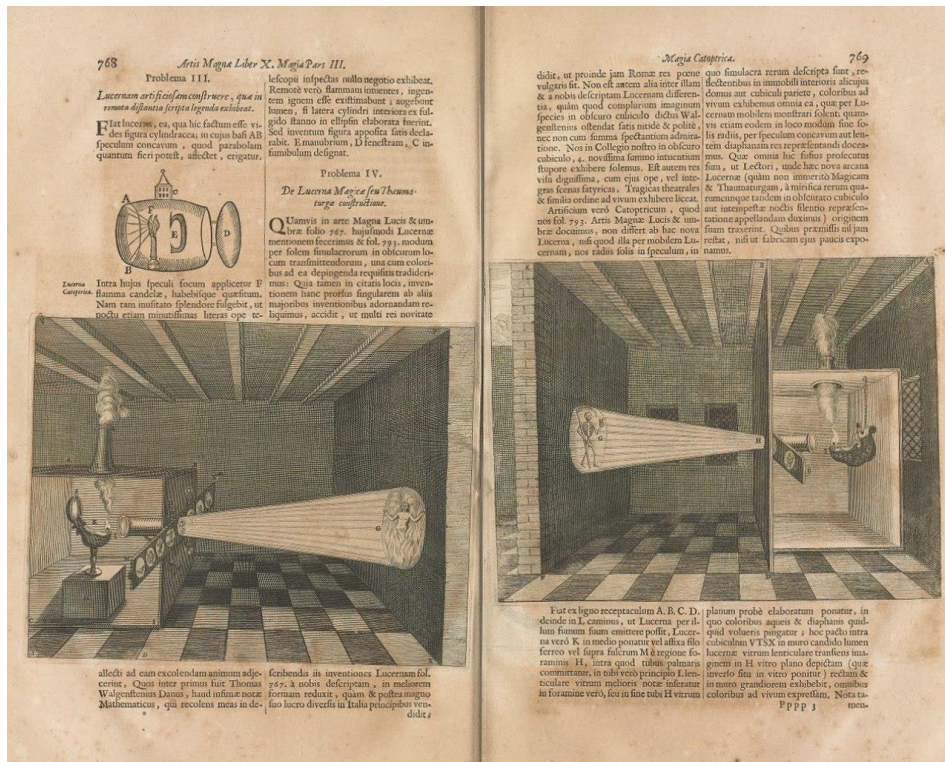 768 Artis Magnæ Liber X. Magiæ Pars III.
Problema III.
Lucernam artificiosam construere, quæ in
remota distantia scripta legenda exhibeat.
FIat lucerna, ea, qua hic factum esse vi-
des figura cylindracea; in cujus basi AB
speculum concavum, quod parabolam
quantum fieri potest, affectet, erigatur.
C
A
F
E
D
B
Lucerna
Catoptrica.
Intra hujus speculi focum applicetur F
flamma candelæ, habebisque quæsitum.
Nam tam inusitato splendore fulgebit, ut
noctu etiam minutissimas literas ope te-
lescopii inspectas nullo negotio exhibeat.
Remotè verò flammam intuentes, ingen-
tem ignem esse existimabunt; augebunt
lumen, si latera cylindri interiora ex ful-
gido stanno in ellipsin elaborata fuerint.
Sed inventum figura apposita satis decla-
rabit. E manubrium, D fenestram, C in-
fumibulum designat.
Problema IV.
De Lucernæ Magicæ seu Thauma-
turgæ constructione.
QUamvis in arte Magna Lucis & um-
bræ folio 767. hujusmodi Lucernæ
mentionem fecerimus & fol. 793. modum
per solem simulacrorum in obscurum lo-
cum transmittendorum, una cum colori-
bus ad ea depingenda requisitis tradideri-
mus: Quia tamen in citatis locis, inven-
tionem hanc prorsus singularem ab aliis
majoribus inventionibus adornandam re-
liquimus, accidit, ut multi rei novitate
allecti ad eam excolendam animum adje-
cerint, Quos inter primus fuit Thomas
Walgenstenius Danus, haud infimæ notæ
Mathematicus, qui recolens meas in de-
scribendis iis inventiones Lucernam fol.
767. à nobis descriptam, in meliorem
formam reduxit, quàm & postea magno
suo lucro diversis in Italia principibus ven-
didit;
Magia Catoptrica. 769
didit, ut proinde jam Romæ res pœne
vulgaris sit. Non est autem alia inter illam
& a nobis descriptam Lucernam differen-
tia, quàm quod complurium imaginum
species in obscuro cubiculo dictus Wal-
genstenius ostendat satis nitidè & politè,
nec non cum summa spectantium admira-
tione. Nos in Collegio nostro in obscuro
cubiculo, 4. novissima summo intuentium
stupore exhibere solemus. Est autem res
visu dignissima, cum ejus ope, vel inte-
gras scenas satyricas, Tragicas theatrales
& similia ordine ad vivum exhibere liceat.
Artificium verò Catoptricum, quod
nos fol. 793. Artis Magnæ Lucis & um-
bræ docuimus, non differt ab hac nova
Lucerna, nisi quod illa per mobilem Lu-
cernam, nos radios solis in speculum, in
quo simulacra rerum descripta sunt, re-
flectentibus in immobili interioris alicujus
domus aut cubiculi pariete, coloribus ad
vivum exhibemus omnia ea, quæ per Lu-
cernam mobilem monstrari solent: quam-
vis etiam eodem in loco modum sine so-
lis radiis, per speculum concavum aut len-
tem diaphanam res repræsentandi docea-
mus. Quæ omnia hic fusius prosecutus
sum, ut Lectori, unde hæc nova arcana
Lucernæ (quàm non immeritò Magicam
& Thaumaturgam, à mirifica rerum qua-
rumcunque tandem in obscurato cubiculo
aut intempestæ noctis silentio repræsen-
tatione appellandam duximus) originem
suam traxerit. Quibus præmissis nil jam
restat, nisi ut fabricam ejus paucis expo-
namus.
H
G
Fiat ex ligno receptaculum A. B. C. D.
deinde in L caminus, ut Lucerna per il-
lum fumum suum emittere possit, Lucer-
na verò K in medio ponatur vel affixa filo
ferreo vel supra fulcrum M è regione fo-
raminis H, intra quod tubus palmaris
committatur, in tubi verò principio I len-
ticulare vitrum melioris notæ inseratur
in foramine verò, seu in fine tubi H vitrum
planum probè elaboratum ponatur, in
quo coloribus aqueis & diaphanis quid-
quid volueris pingatur; hoc pacto intra
cubiculum VTSX in muro candido lumen
lucernæ vitrum lenticulare transiens ima-
ginem in H vitro plano depictam (quæ
inverso situ in vitro ponitur) rectam &
in muro grandiorem exhibebit, omnibus
coloribus ad vivum expressam. Nota ta-
Pppp 3 men-